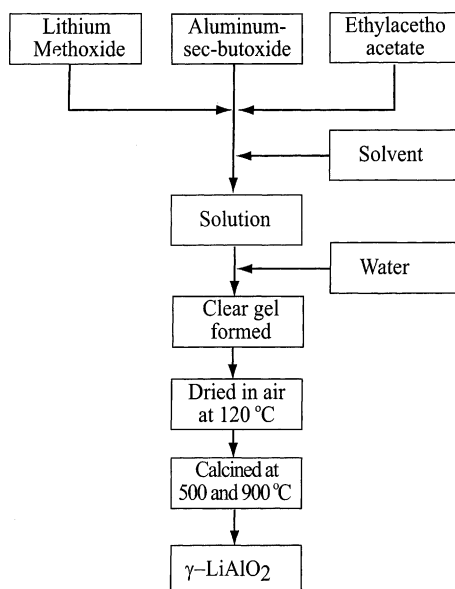 Lithium
Methoxide
Aluminum-
sec-butoxide
Ethylacetho
acetate
Solvent
Solution
Water
Clear gel
formed
Dried in air
at 120 °C
Calcined at
500 and 900 °C
γ–LiAlO2